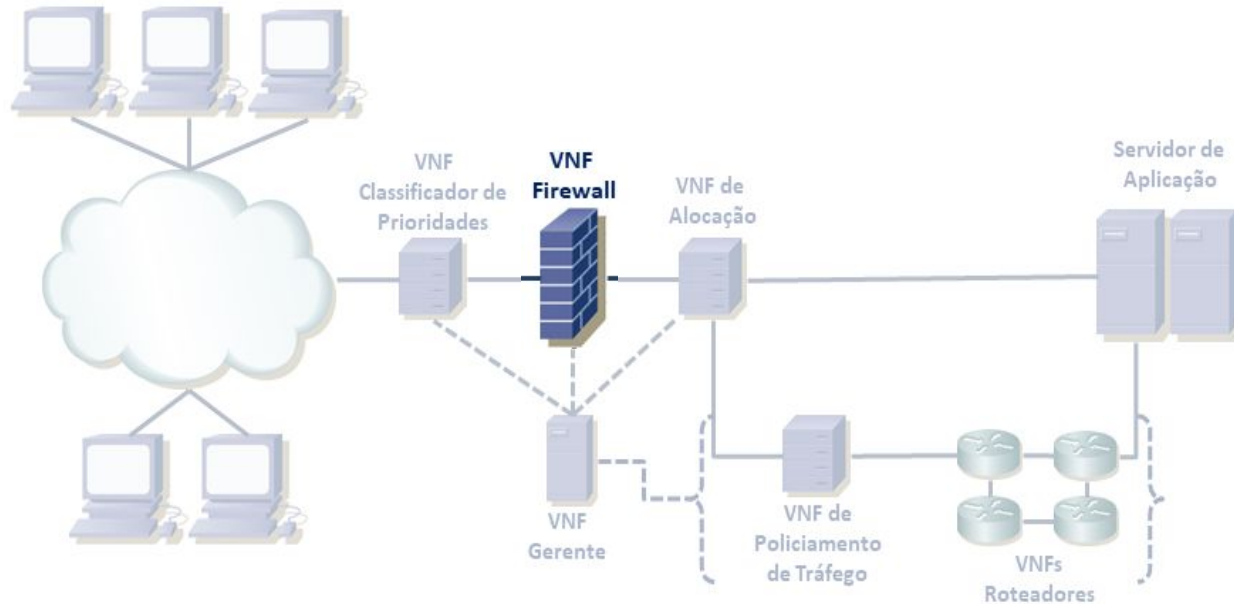 VNF
Classificador de
Prioridades
VNF
Firewall
VNF de
Alocação
Servidor de
Aplicação
VNF
Gerente
VNF de
Policiamento
de Tráfego
VNFs
Roteadores